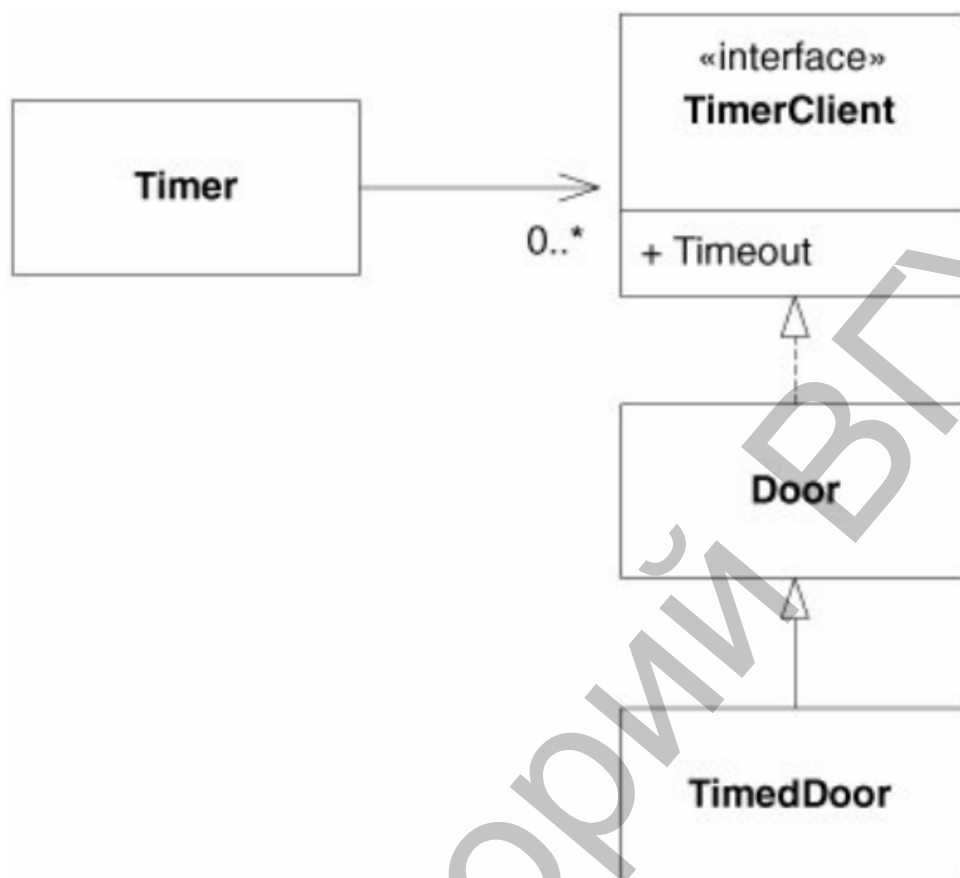 «interface»
TimerClient
Timer
0..*
+ Timeout
Door
TimedDoor